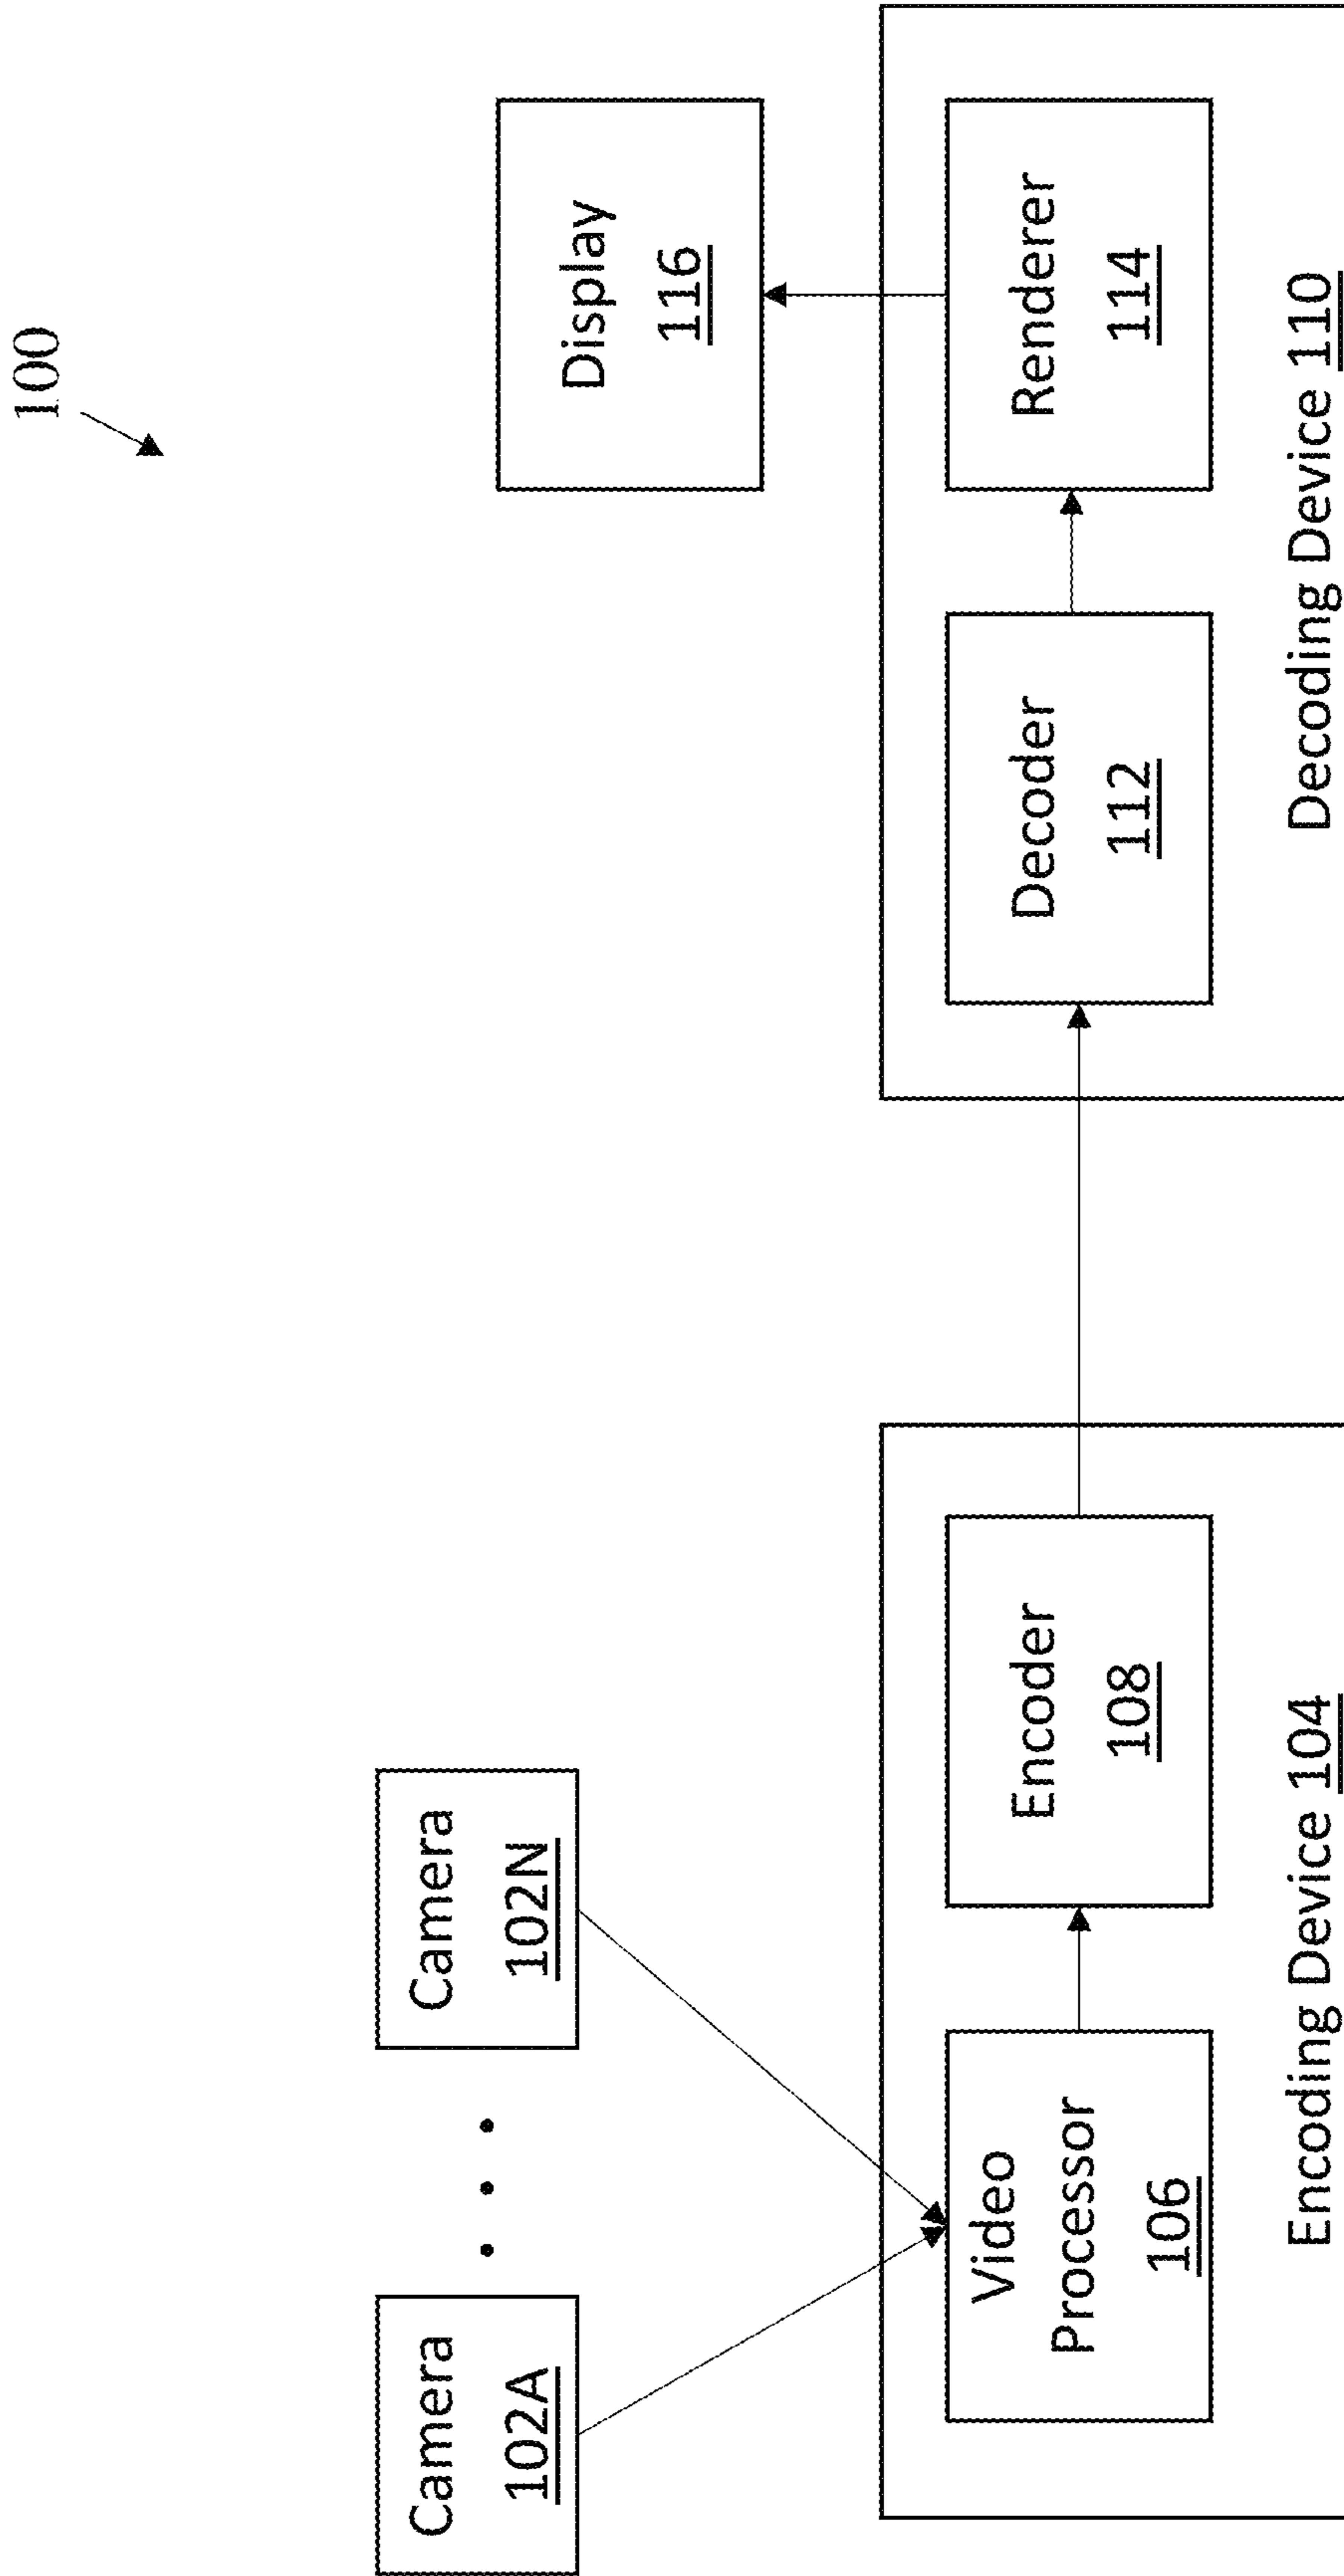 100
Camera
102A
Camera
102N
Display
116
Video
Processor
106
Encoder
108
Decoder
112
Renderer
114
Encoding Device 104
Decoding Device 110